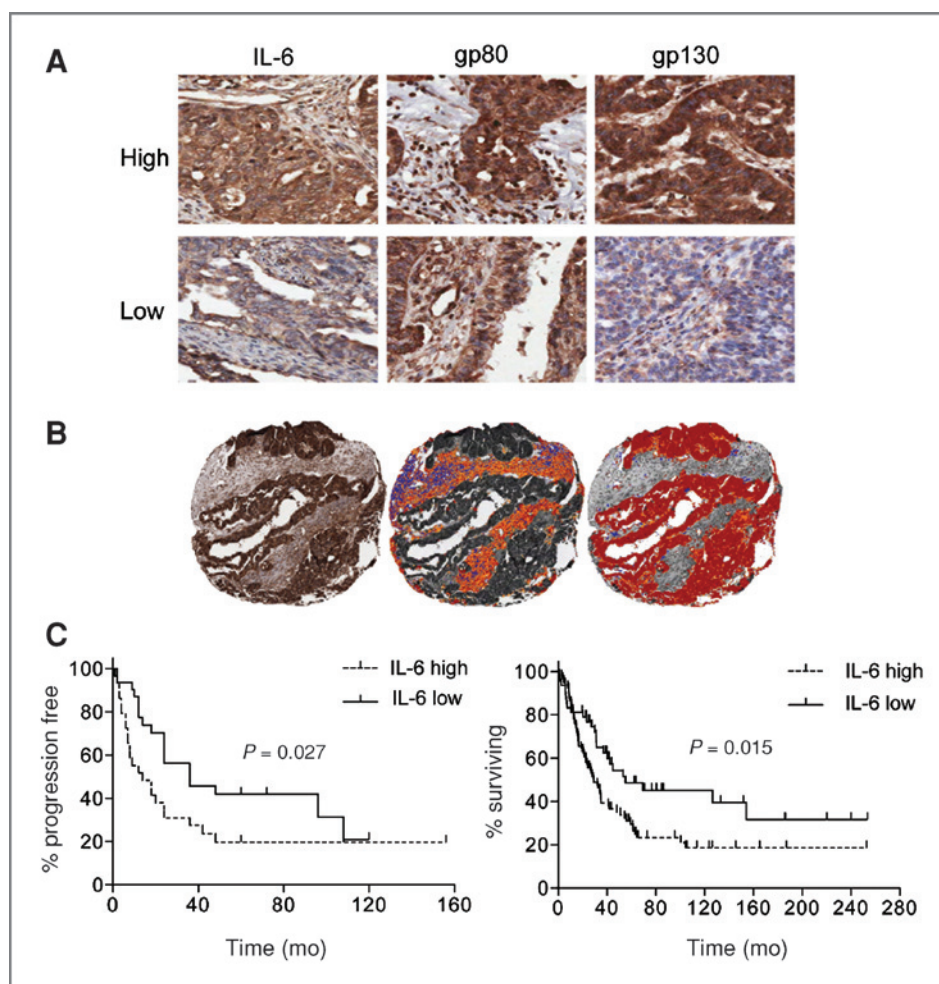 A
IL-6 gp80 gp130
High
Low
B
C
100
80
60
40
20
0
% progression free
IL-6 high
IL-6 low
P = 0.027
0 40 80 120 160
Time (mo)
100
80
60
40
20
0
% surviving
IL-6 high
IL-6 low
P = 0.015
0 40 80 120 160 200 240 280
Time (mo)